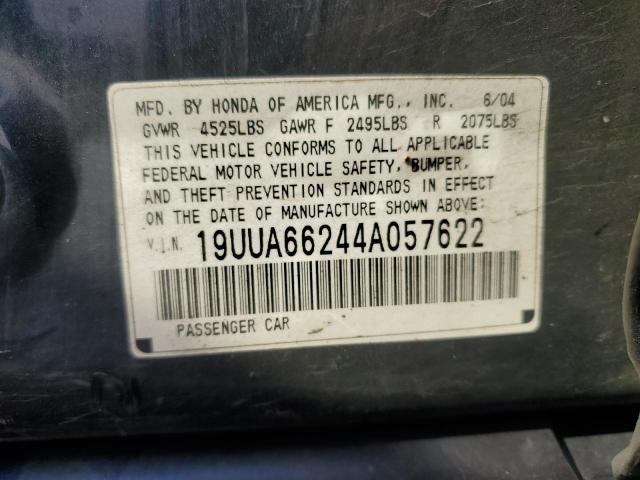 MFD. BY HONDA OF AMERICA MFG., INC. 6/04
GVWR 4525LBS GAWR F 2495LBS R 2075LBS
THIS VEHICLE CONFORMS TO ALL APPLICABLE
FEDERAL MOTOR VEHICLE SAFETY, BUMPER,
AND THEFT PREVENTION STANDARDS IN EFFECT
ON THE DATE OF MANUFACTURE SHOWN ABOVE:
V.I.N. 19UUA66244A057622
PASSENGER CAR